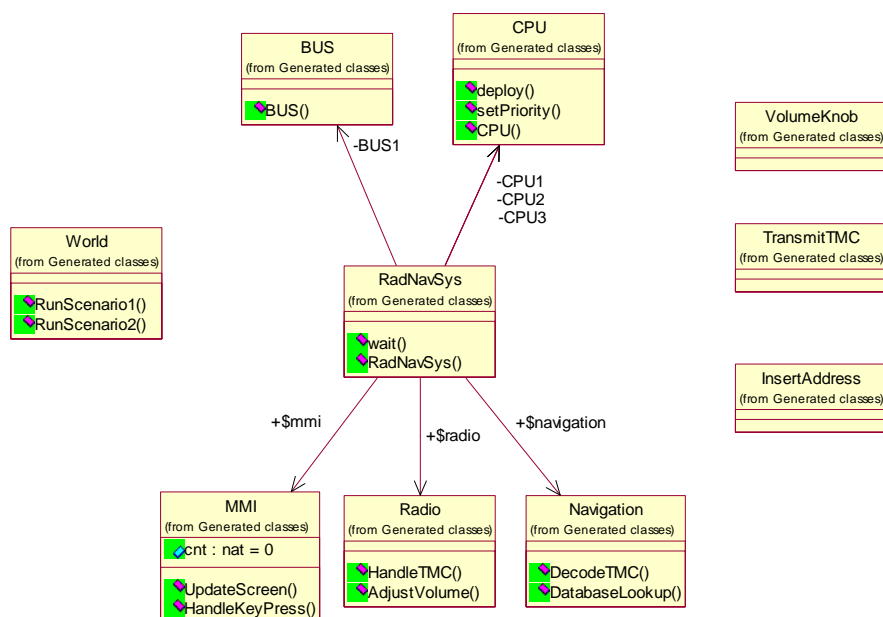 BUS
(from Generated classes)
BUS()
CPU
(from Generated classes)
deploy()
setPriority()
CPU()
VolumeKnob
(from Generated classes)
-BUS1
-CPU1
-CPU2
-CPU3
World
(from Generated classes)
RunScenario1()
RunScenario2()
TransmitTMC
(from Generated classes)
RadNavSys
(from Generated classes)
wait()
RadNavSys()
InsertAddress
(from Generated classes)
+$mmi
+$radio
+$navigation
MMI
(from Generated classes)
cnt : nat = 0
UpdateScreen()
HandleKeyPress()
Radio
(from Generated classes)
HandleTMC()
AdjustVolume()
Navigation
(from Generated classes)
DecodeTMC()
DatabaseLookup()